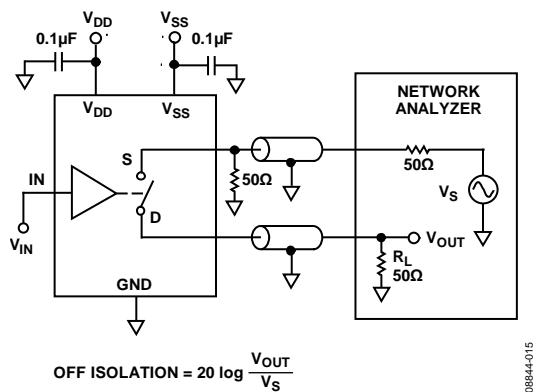 VDD
VSS
0.1µF
0.1µF
VDD
VSS
NETWORK
ANALYZER
S
50Ω
50Ω
VS
IN
D
VIN
VOUT
RL
50Ω
GND
OFF ISOLATION = 20 log VOUT
VS
08844-015